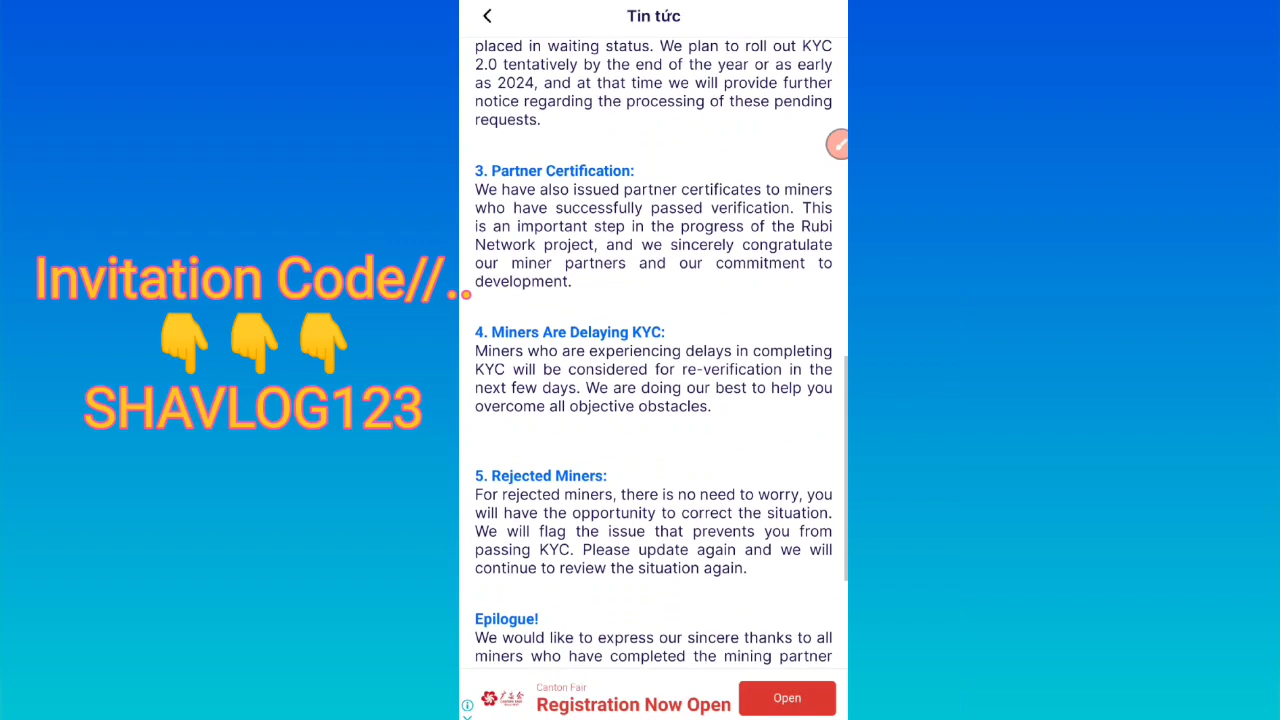 Tin tức
placed in waiting status. We plan to roll out KYC
2.0 tentatively by the end of the year or as early
as 2024, and at that time we will provide further
notice regarding the processing of these pending
requests.
3. Partner Certification:
We have also issued partner certificates to miners
who have successfully passed verification. This
is an important step in the progress of the Rubi
Network project, and we sincerely congratulate
our miner partners and our commitment to
development.
4. Miners Are Delaying KYC:
Miners who are experiencing delays in completing
KYC will be considered for re-verification in the
next few days. We are doing our best to help you
overcome all objective obstacles.
5. Rejected Miners:
For rejected miners, there is no need to worry, you
will have the opportunity to correct the situation.
We will flag the issue that prevents you from
passing KYC. Please update again and we will
continue to review the situation again.
Epilogue!
We would like to express our sincere thanks to all
miners who have completed the mining partner
Canton Fair
Registration Now Open
Open
Invitation Code//..
SHAVLOG123